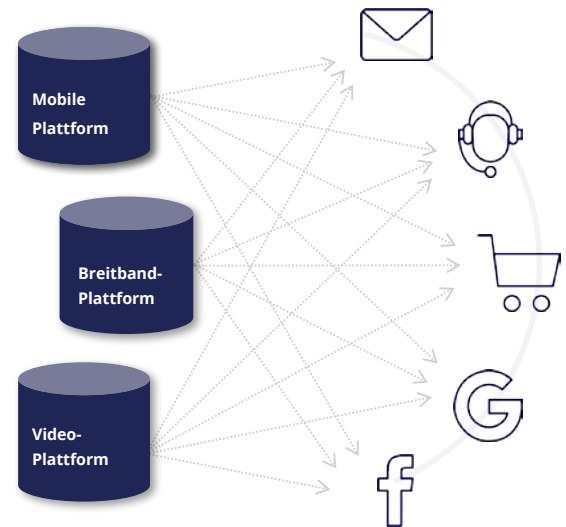 Mobile
Plattform
Breitband-
Plattform
Video-
Plattform